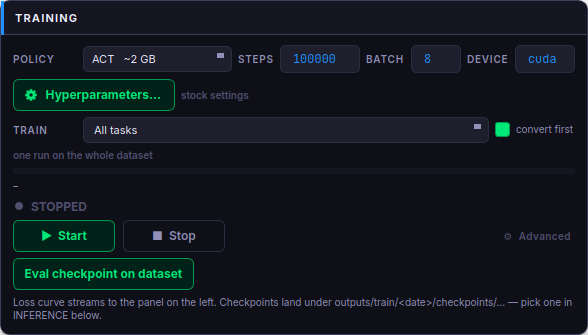 TRAINING
POLICY ACT ~2 GB STEPS 100000 BATCH 8 DEVICE cuda
Hyperparameters... stock settings
TRAIN All tasks convert first
one run on the whole dataset
–
STOPPED
Start Stop Advanced
Eval checkpoint on dataset
Loss curve streams to the panel on the left. Checkpoints land under outputs/train/<date>/checkpoints/... — pick one in
INFERENCE below.